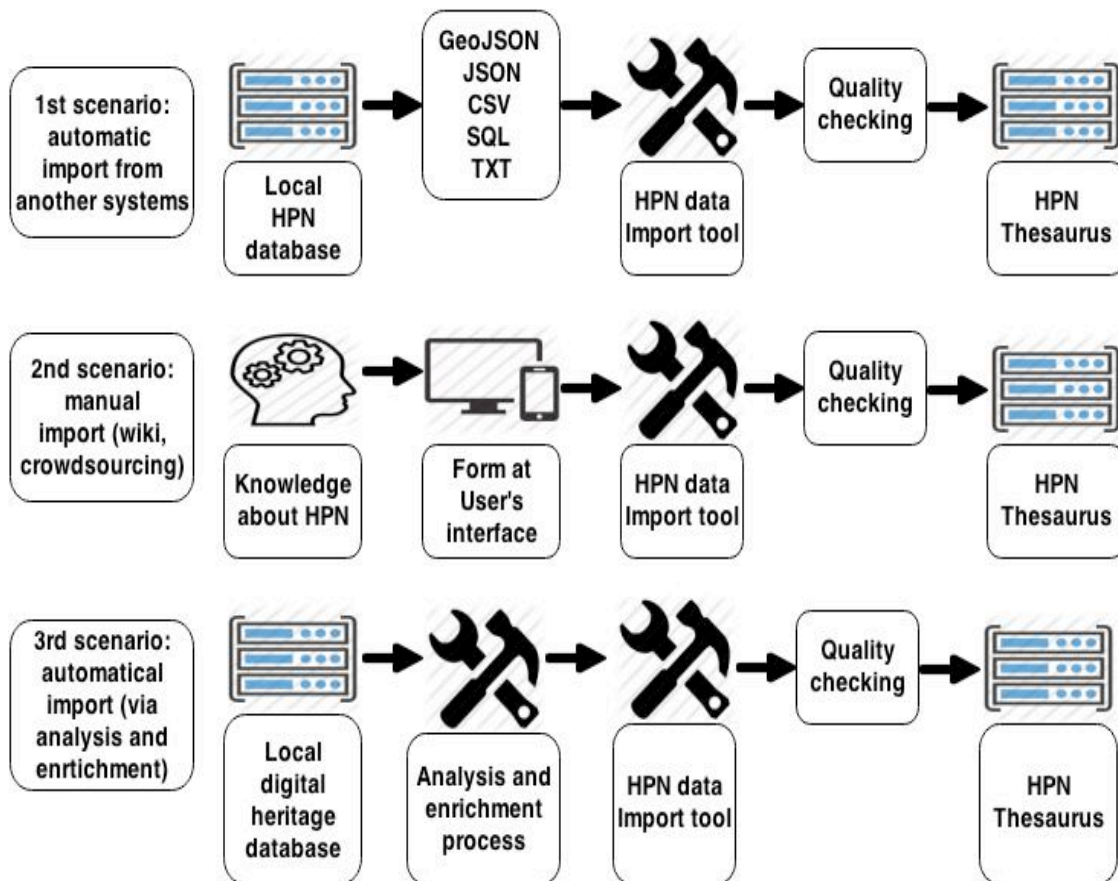 1st scenario:
automatic
import from
another systems
Local
HPN
database
GeoJSON
JSON
CSV
SQL
TXT
HPN data
Import tool
Quality
checking
HPN
Thesaurus
2nd scenario:
manual
import (wiki,
crowdsourcing)
Knowledge
about HPN
Form at
User's
interface
HPN data
Import tool
Quality
checking
HPN
Thesaurus
3rd scenario:
automatical
import (via
analysis and
enrtichment)
Local
digital
heritage
database
Analysis and
enrichment
process
HPN data
Import tool
Quality
checking
HPN
Thesaurus